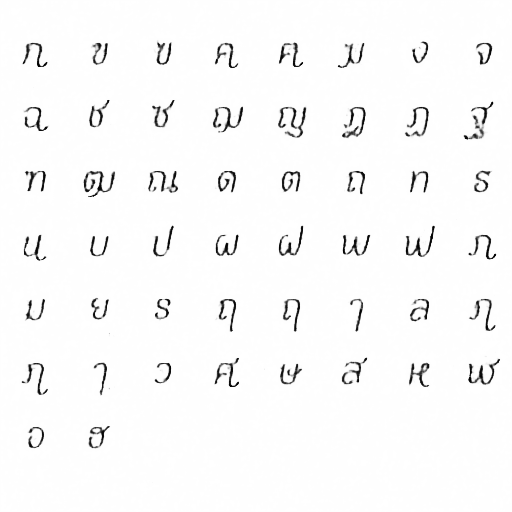 ก ข ฃ ค ฅ ฆ ง จ
ฉ ช ซ ฌ ญ ฎ ฏ ฐ
ฑ ฒ ณ ด ต ถ ท ธ
น บ ป ผ ฝ พ ฟ ภ
ม ย ร ฤ ฤ ๅ ล ฦ
ฦ ๅ ว ศ ษ ส ห ฬ
อ ฮ